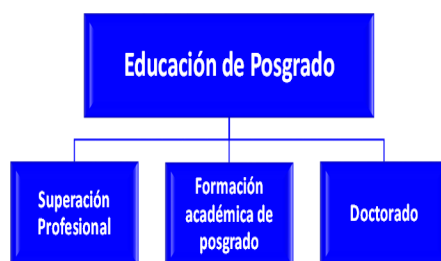 Educación de Posgrado
Superación
Profesional
Formación
académica de
posgrado
Doctorado